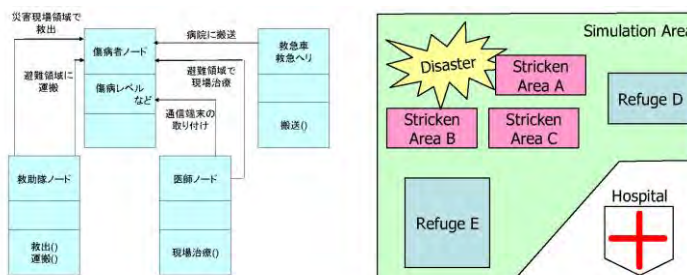 災害現場領域で
救出
避難領域に
運搬
傷病者ノード
傷病レベル
など
病院に搬送
避難領域で
現場治療
通信端末の
取り付け
救急車
救急ヘリ
搬送()
救助隊ノード
救出()
運搬()
医師ノード
現場治療()
Simulation Area
Disaster
Stricken
Area A
Stricken
Area B
Stricken
Area C
Refuge D
Refuge E
Hospital